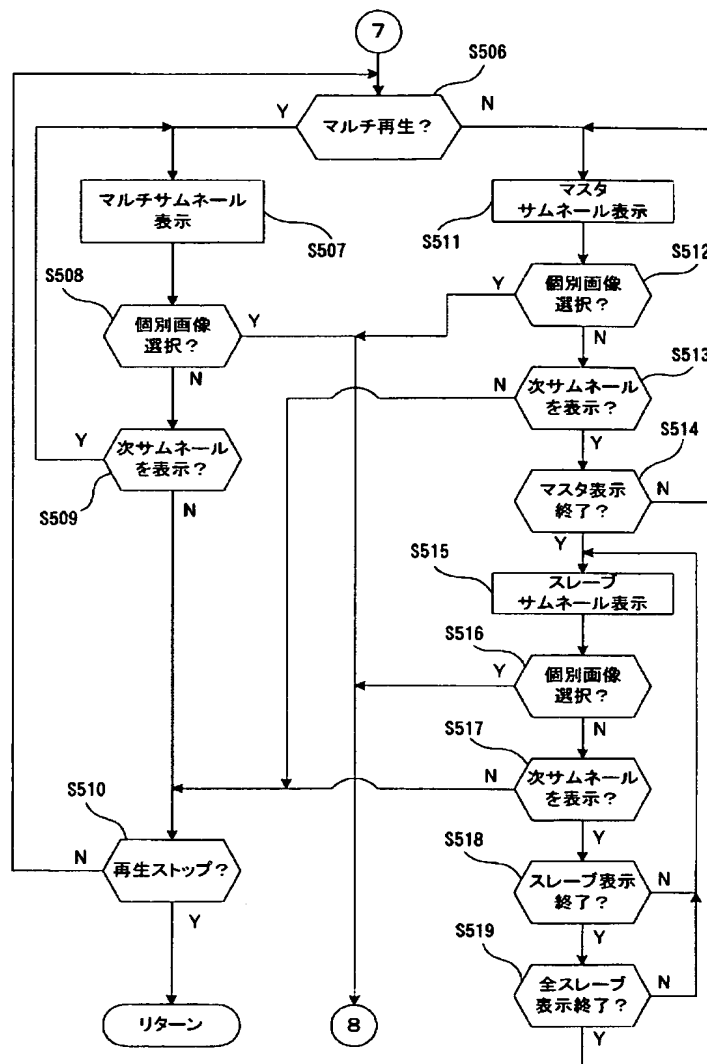 7
S506
マルチ再生?
Y
N
マルチサムネール
表示
S507
マスタ
サムネール表示
S511
S508
個別画像
選択?
Y
N
S512
個別画像
選択?
Y
N
S509
次サムネール
を表示?
Y
N
S513
次サムネール
を表示?
N
Y
S514
マスタ表示
終了?
N
Y
S515
スレーブ
サムネール表示
S516
個別画像
選択?
Y
N
S517
次サムネール
を表示?
N
Y
S510
再生ストップ?
N
Y
S518
スレーブ表示
終了?
N
Y
S519
全スレーブ
表示終了?
N
Y
リターン
8